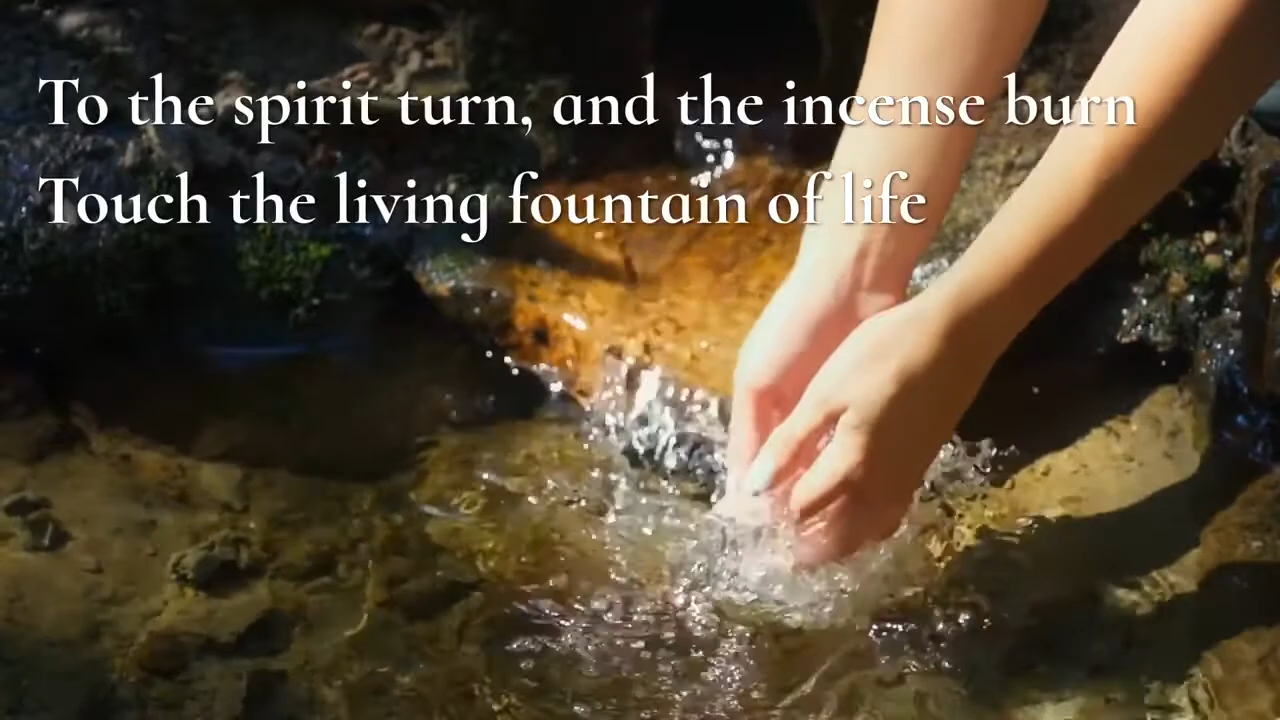 To the spirit turn, and the incense burn
Touch the living fountain of life